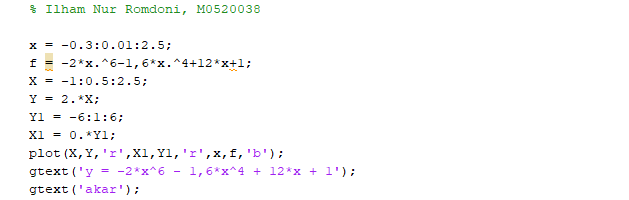 % Ilham Nur Romdoni, M0520038
x = -0.3:0.01:2.5;
f = -2*x.^6-1,6*x.^4+12*x+1;
X = -1:0.5:2.5;
Y = 2.*X;
Y1 = -6:1:6;
X1 = 0.*Y1;
plot(X,Y,'r',X1,Y1,'r',x,f,'b');
gtext('y = -2*x^6 - 1,6*x^4 + 12*x + 1');
gtext('akar');